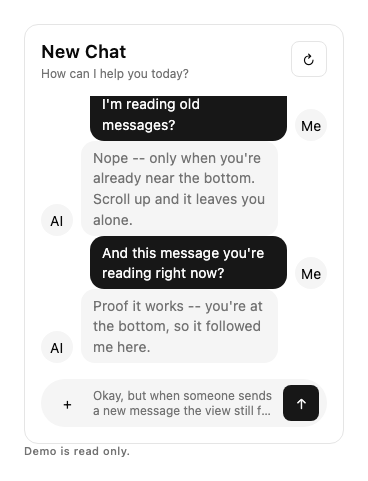 New Chat
How can I help you today?
I'm reading old
messages?
Me
Nope -- only when you're
already near the bottom.
Scroll up and it leaves you
alone.
AI
And this message you're
reading right now?
Me
Proof it works -- you're at
the bottom, so it followed
me here.
AI
Okay, but when someone sends
a new message the view still f...
Demo is read only.